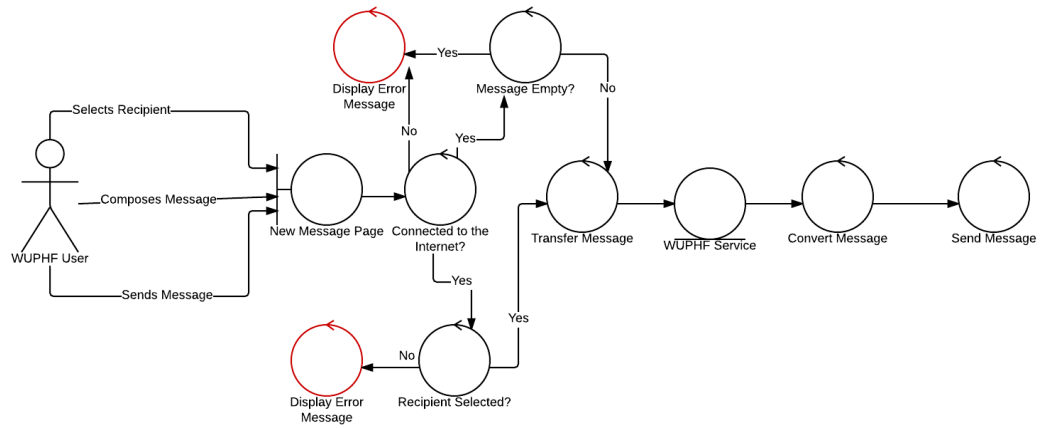 Yes
Display Error
Message
Message Empty?
No
Selects Recipient
No
Yes
Composes Message
New Message Page
Connected to the
Internet?
Transfer Message
WUPHF Service
Convert Message
Send Message
WUPHF User
Sends Message
Yes
Yes
No
Display Error
Message
Recipient Selected?